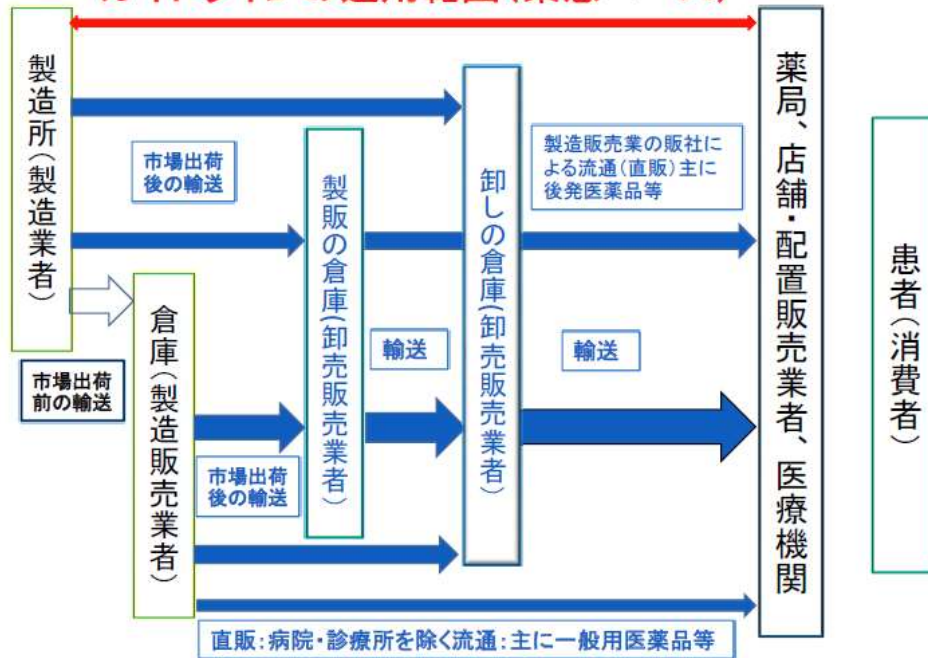 製造所(製造業者)
市場出荷
後の輸送
市場出荷
前の輸送
倉庫(製造販売業者)
市場出荷
後の輸送
製販の倉庫(卸売販売業者)
輸送
卸しの倉庫(卸売販売業者)
製造販売業の販社に
よる流通(直販)主に
後発医薬品等
輸送
薬局、店舗・配置販売業者、医療機関
患者(消費者)
直販:病院・診療所を除く流通:主に一般用医薬品等